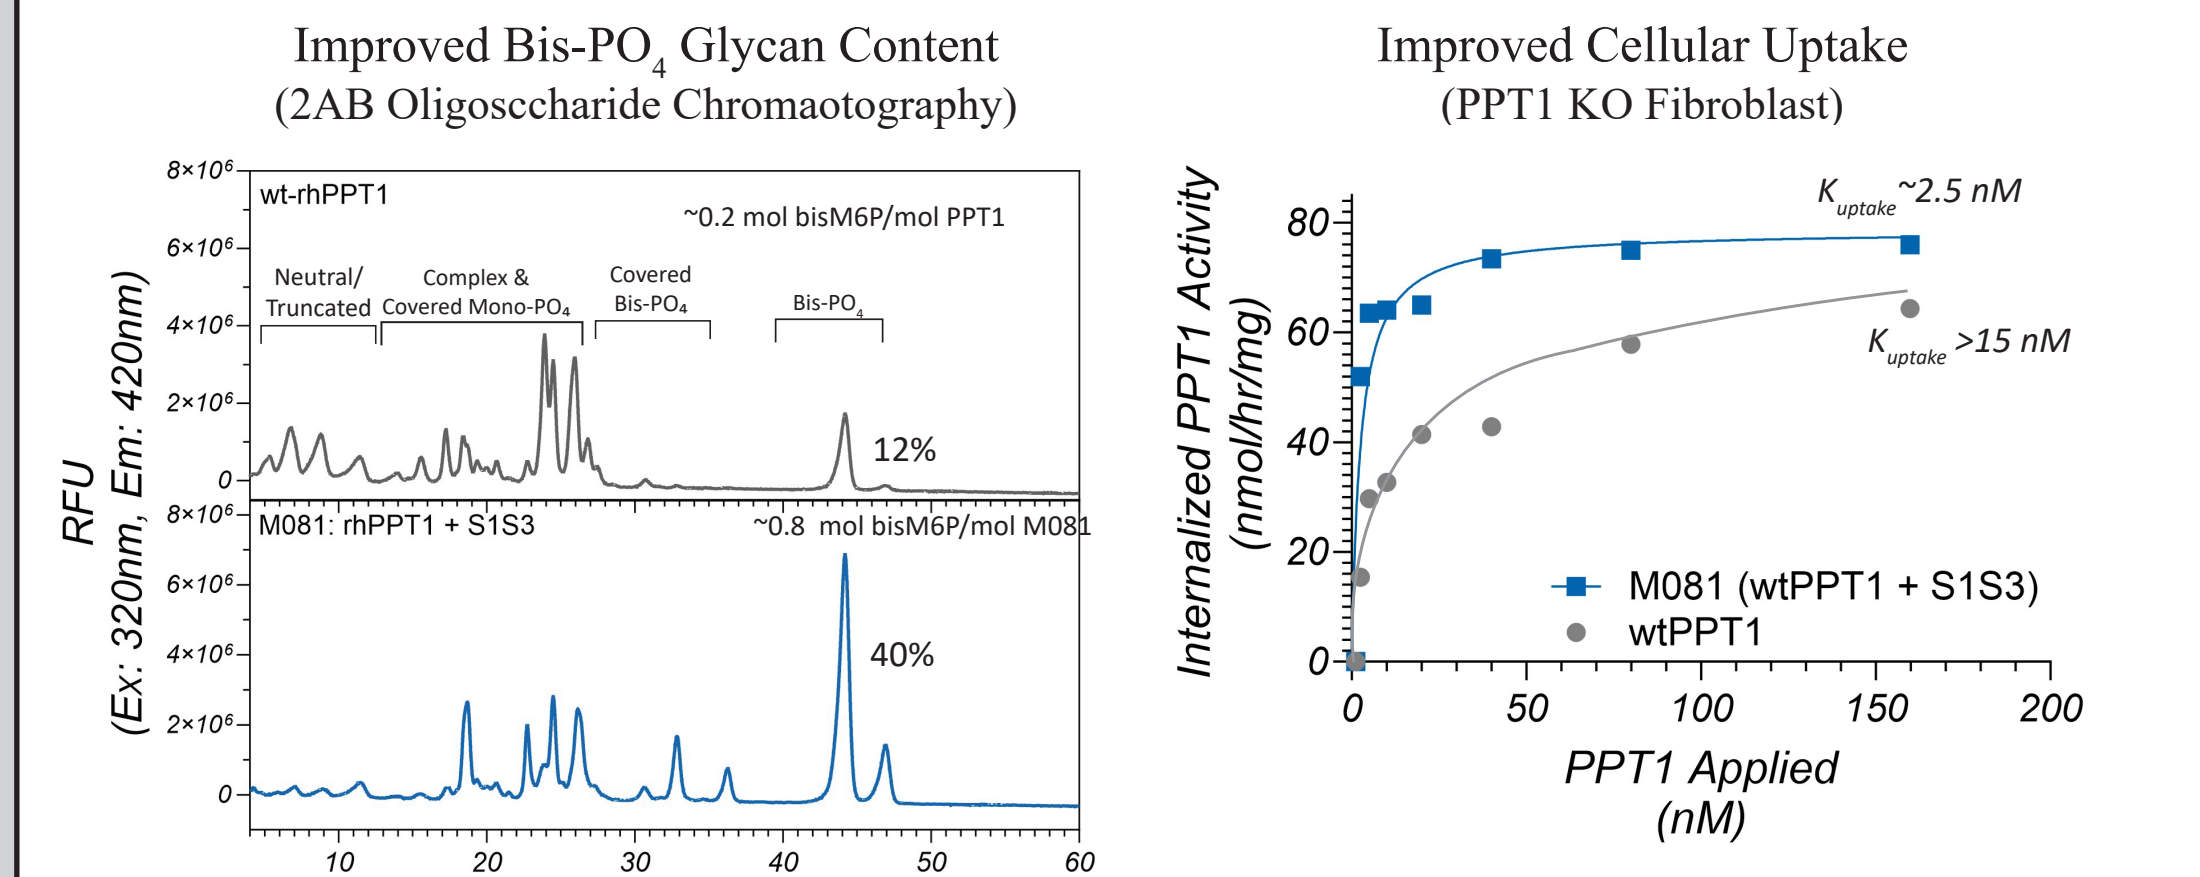 Improved Bis-PO₄ Glycan Content
(2AB Oligosccharide Chromaotography)
RFU
(Ex: 320nm, Em: 420nm)
8×10⁶
6×10⁶
4×10⁶
2×10⁶
0
wt-rhPPT1
~0.2 mol bisM6P/mol PPT1
Neutral/
Truncated
Complex &
Covered Mono-PO₄
Covered
Bis-PO₄
Bis-PO₄
12%
8×10⁶
6×10⁶
4×10⁶
2×10⁶
0
M081: rhPPT1 + S1S3
~0.8 mol bisM6P/mol M081
40%
10 20 30 40 50 60
Improved Cellular Uptake
(PPT1 KO Fibroblast)
Internalized PPT1 Activity
(nmol/hr/mg)
80
60
40
20
0
Kuptake ~2.5 nM
Kuptake >15 nM
M081 (wtPPT1 + S1S3)
wtPPT1
0 50 100 150 200
PPT1 Applied
(nM)